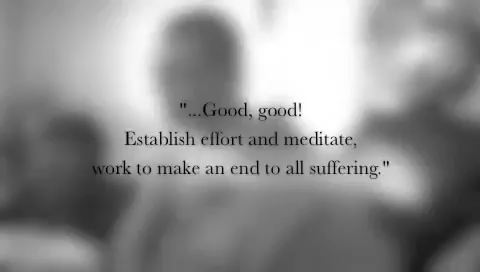 "...Good, good!
Establish effort and meditate,
work to make an end to all suffering."